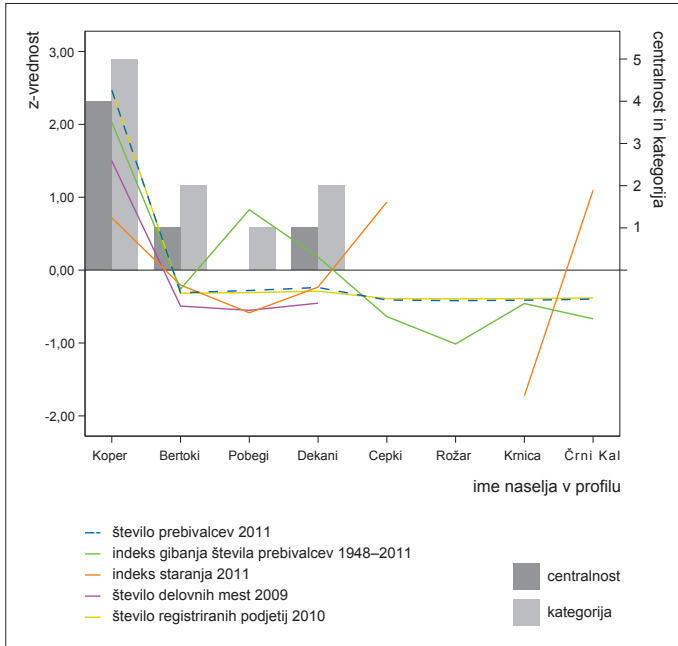 z-vrednost
3,00
2,00
1,00
0,00
-1,00
-2,00
centralnost in kategorija
5
4
3
2
1
Koper Bertoki Pobegi Dekani Cepki Rožar Krnica Črni Kal
ime naselja v profilu
število prebivalcev 2011
indeks gibanja števila prebivalcev 1948–2011
indeks staranja 2011
število delovnih mest 2009
število registriranih podjetij 2010
centralnost
kategorija